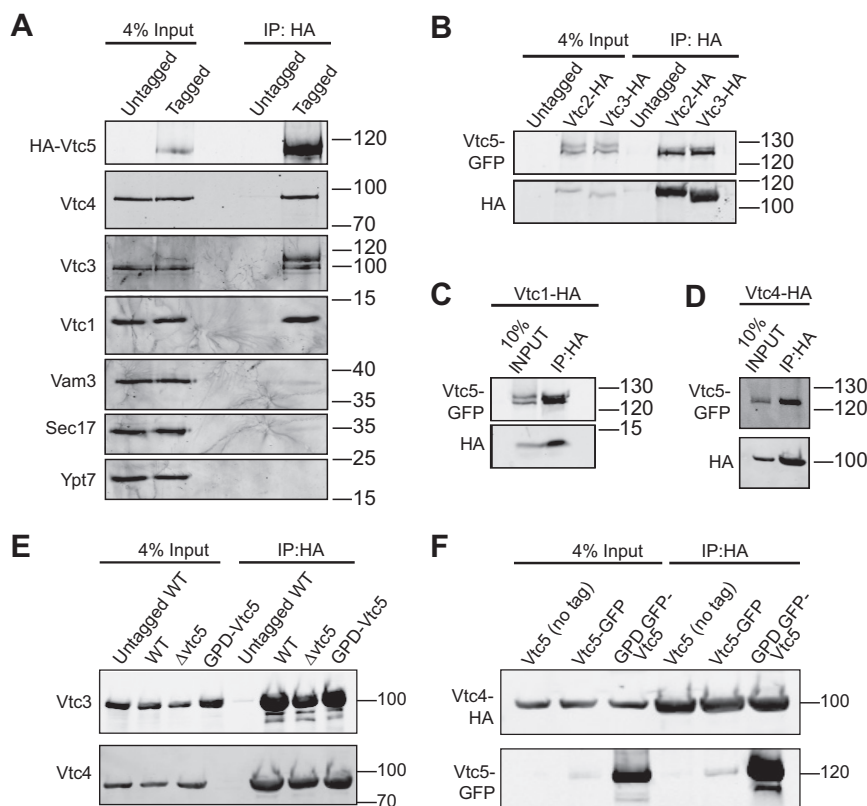 A
4% Input IP: HA
Untagged Tagged Untagged Tagged
HA-Vtc5
120
Vtc4
100
70
Vtc3
120
100
Vtc1
15
Vam3
40
35
Sec17
35
Ypt7
25
15
B
4% Input IP: HA
Untagged Vtc2-HA Vtc3-HA Untagged Vtc2-HA Vtc3-HA
Vtc5-
GFP
130
120
HA
120
100
C
Vtc1-HA
10%
INPUT
IP:HA
Vtc5-
GFP
130
120
HA
15
D
Vtc4-HA
10%
INPUT
IP:HA
Vtc5-
GFP
130
120
HA
100
E
4% Input IP:HA
Untagged WT WT Δvtc5 GPD-Vtc5 Untagged WT WT Δvtc5 GPD-Vtc5
Vtc3
100
Vtc4
100
70
F
4% Input IP:HA
Vtc5 (no tag) Vtc5-GFP GPD GFP-
Vtc5
Vtc5 (no tag) Vtc5-GFP GPD GFP-
Vtc5
Vtc4-
HA
100
Vtc5-
GFP
120